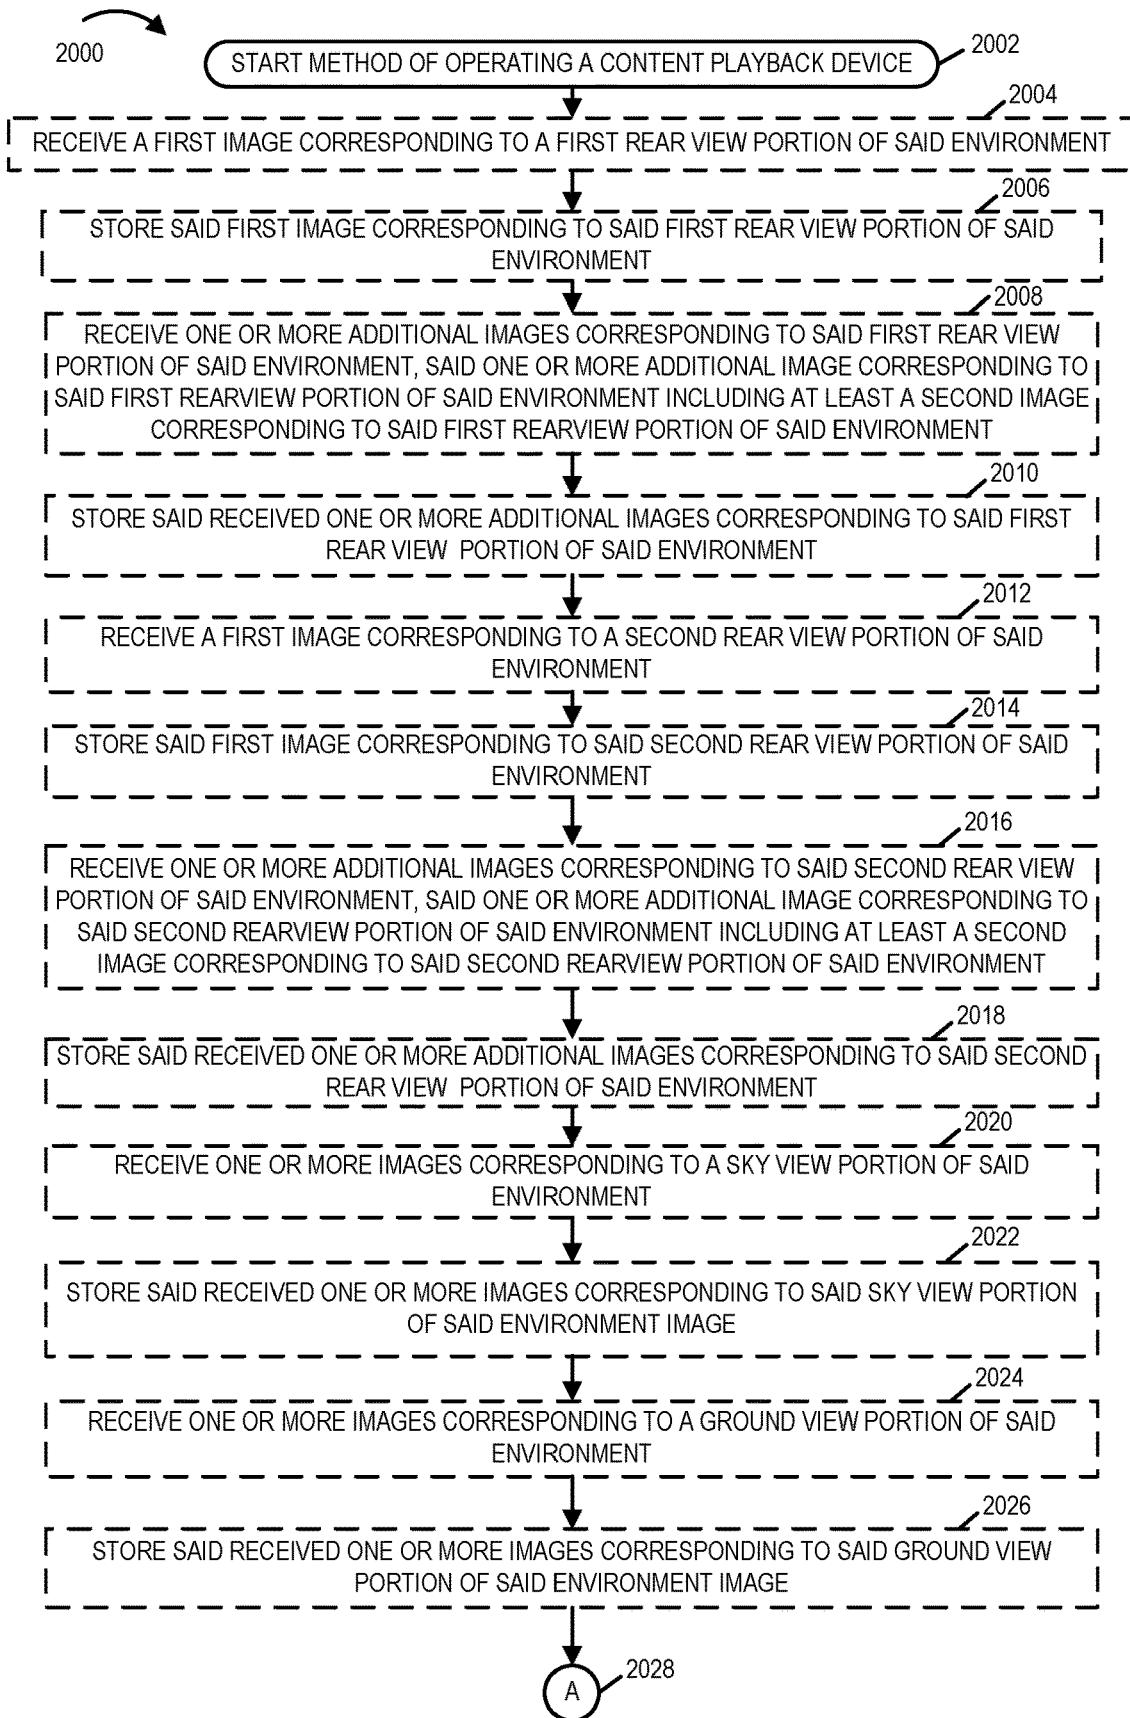 2000
START METHOD OF OPERATING A CONTENT PLAYBACK DEVICE
2002
2004
RECEIVE A FIRST IMAGE CORRESPONDING TO A FIRST REAR VIEW PORTION OF SAID ENVIRONMENT
2006
STORE SAID FIRST IMAGE CORRESPONDING TO SAID FIRST REAR VIEW PORTION OF SAID
ENVIRONMENT
2008
RECEIVE ONE OR MORE ADDITIONAL IMAGES CORRESPONDING TO SAID FIRST REAR VIEW
PORTION OF SAID ENVIRONMENT, SAID ONE OR MORE ADDITIONAL IMAGE CORRESPONDING TO
SAID FIRST REARVIEW PORTION OF SAID ENVIRONMENT INCLUDING AT LEAST A SECOND IMAGE
CORRESPONDING TO SAID FIRST REARVIEW PORTION OF SAID ENVIRONMENT
2010
STORE SAID RECEIVED ONE OR MORE ADDITIONAL IMAGES CORRESPONDING TO SAID FIRST
REAR VIEW PORTION OF SAID ENVIRONMENT
2012
RECEIVE A FIRST IMAGE CORRESPONDING TO A SECOND REAR VIEW PORTION OF SAID
ENVIRONMENT
2014
STORE SAID FIRST IMAGE CORRESPONDING TO SAID SECOND REAR VIEW PORTION OF SAID
ENVIRONMENT
2016
RECEIVE ONE OR MORE ADDITIONAL IMAGES CORRESPONDING TO SAID SECOND REAR VIEW
PORTION OF SAID ENVIRONMENT, SAID ONE OR MORE ADDITIONAL IMAGE CORRESPONDING TO
SAID SECOND REARVIEW PORTION OF SAID ENVIRONMENT INCLUDING AT LEAST A SECOND
IMAGE CORRESPONDING TO SAID SECOND REARVIEW PORTION OF SAID ENVIRONMENT
2018
STORE SAID RECEIVED ONE OR MORE ADDITIONAL IMAGES CORRESPONDING TO SAID SECOND
REAR VIEW PORTION OF SAID ENVIRONMENT
2020
RECEIVE ONE OR MORE IMAGES CORRESPONDING TO A SKY VIEW PORTION OF SAID
ENVIRONMENT
2022
STORE SAID RECEIVED ONE OR MORE IMAGES CORRESPONDING TO SAID SKY VIEW PORTION
OF SAID ENVIRONMENT IMAGE
2024
RECEIVE ONE OR MORE IMAGES CORRESPONDING TO A GROUND VIEW PORTION OF SAID
ENVIRONMENT
2026
STORE SAID RECEIVED ONE OR MORE IMAGES CORRESPONDING TO SAID GROUND VIEW
PORTION OF SAID ENVIRONMENT IMAGE
A
2028